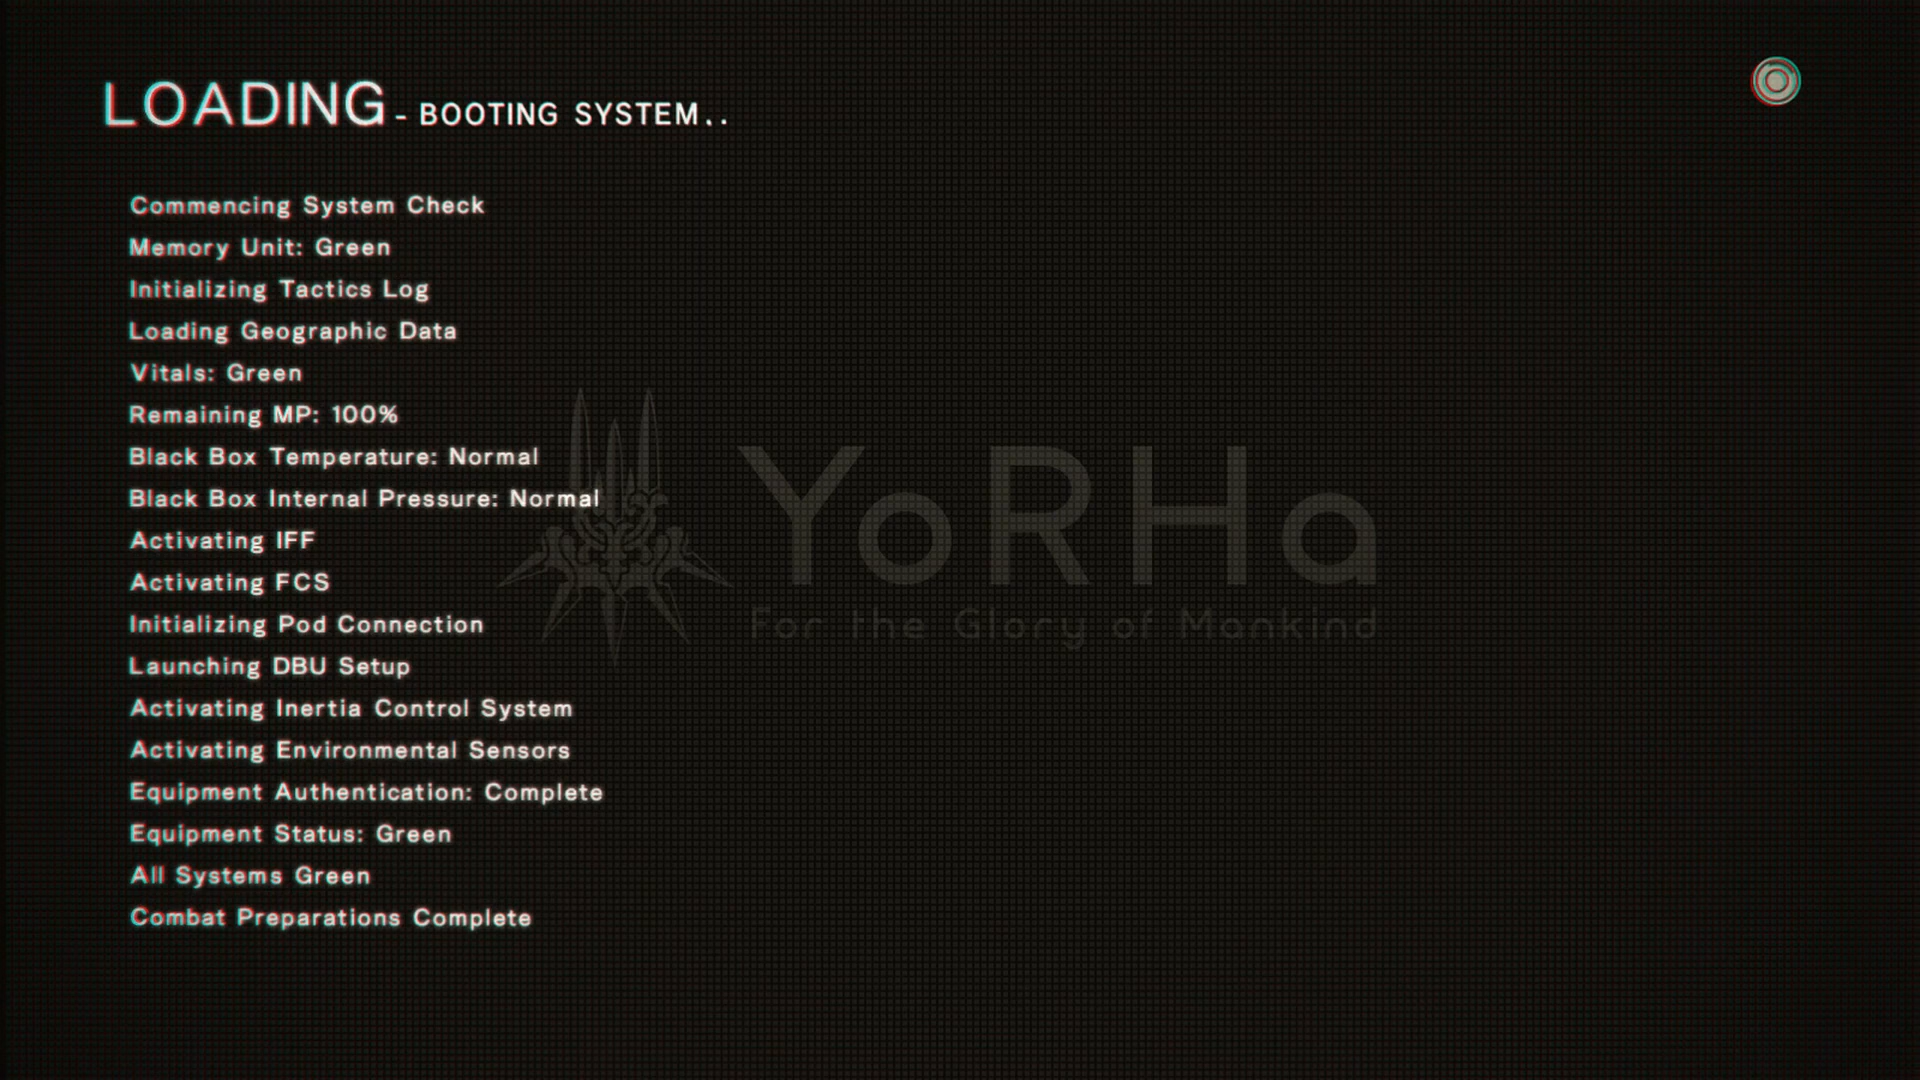 LOADING - BOOTING SYSTEM..
Commencing System Check
Memory Unit: Green
Initializing Tactics Log
Loading Geographic Data
Vitals: Green
Remaining MP: 100%
Black Box Temperature: Normal
Black Box Internal Pressure: Normal
Activating IFF
Activating FCS
Initializing Pod Connection
Launching DBU Setup
Activating Inertia Control System
Activating Environmental Sensors
Equipment Authentication: Complete
Equipment Status: Green
All Systems Green
Combat Preparations Complete
YoRHa
For the Glory of Mankind